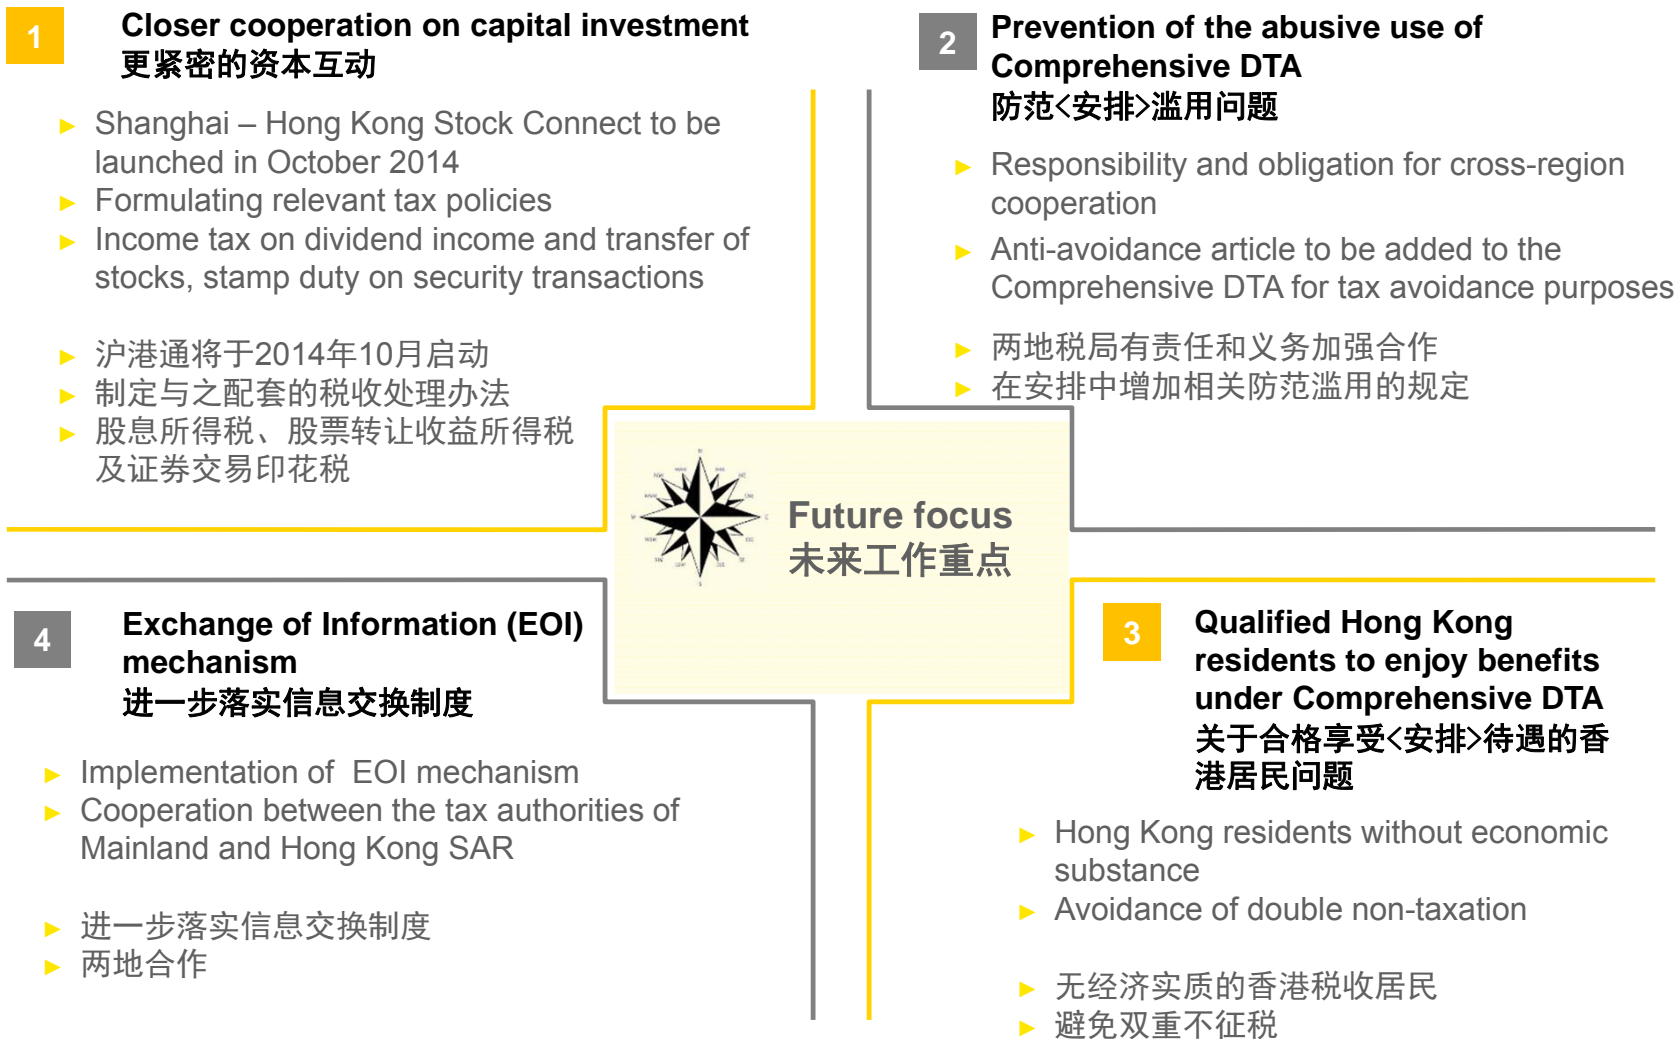 1
Closer cooperation on capital investment
更紧密的资本互动
► Shanghai – Hong Kong Stock Connect to be
launched in October 2014
► Formulating relevant tax policies
► Income tax on dividend income and transfer of
stocks, stamp duty on security transactions
► 沪港通将于2014年10月启动
► 制定与之配套的税收处理办法
► 股息所得税、股票转让收益所得税
及证券交易印花税
2
Prevention of the abusive use of
Comprehensive DTA
防范<安排>滥用问题
► Responsibility and obligation for cross-region
cooperation
► Anti-avoidance article to be added to the
Comprehensive DTA for tax avoidance purposes
► 两地税局有责任和义务加强合作
► 在安排中增加相关防范滥用的规定
Future focus
未来工作重点
4
Exchange of Information (EOI)
mechanism
进一步落实信息交换制度
► Implementation of EOI mechanism
► Cooperation between the tax authorities of
Mainland and Hong Kong SAR
► 进一步落实信息交换制度
► 两地合作
3
Qualified Hong Kong
residents to enjoy benefits
under Comprehensive DTA
关于合格享受<安排>待遇的香
港居民问题
► Hong Kong residents without economic
substance
► Avoidance of double non-taxation
► 无经济实质的香港税收居民
► 避免双重不征税